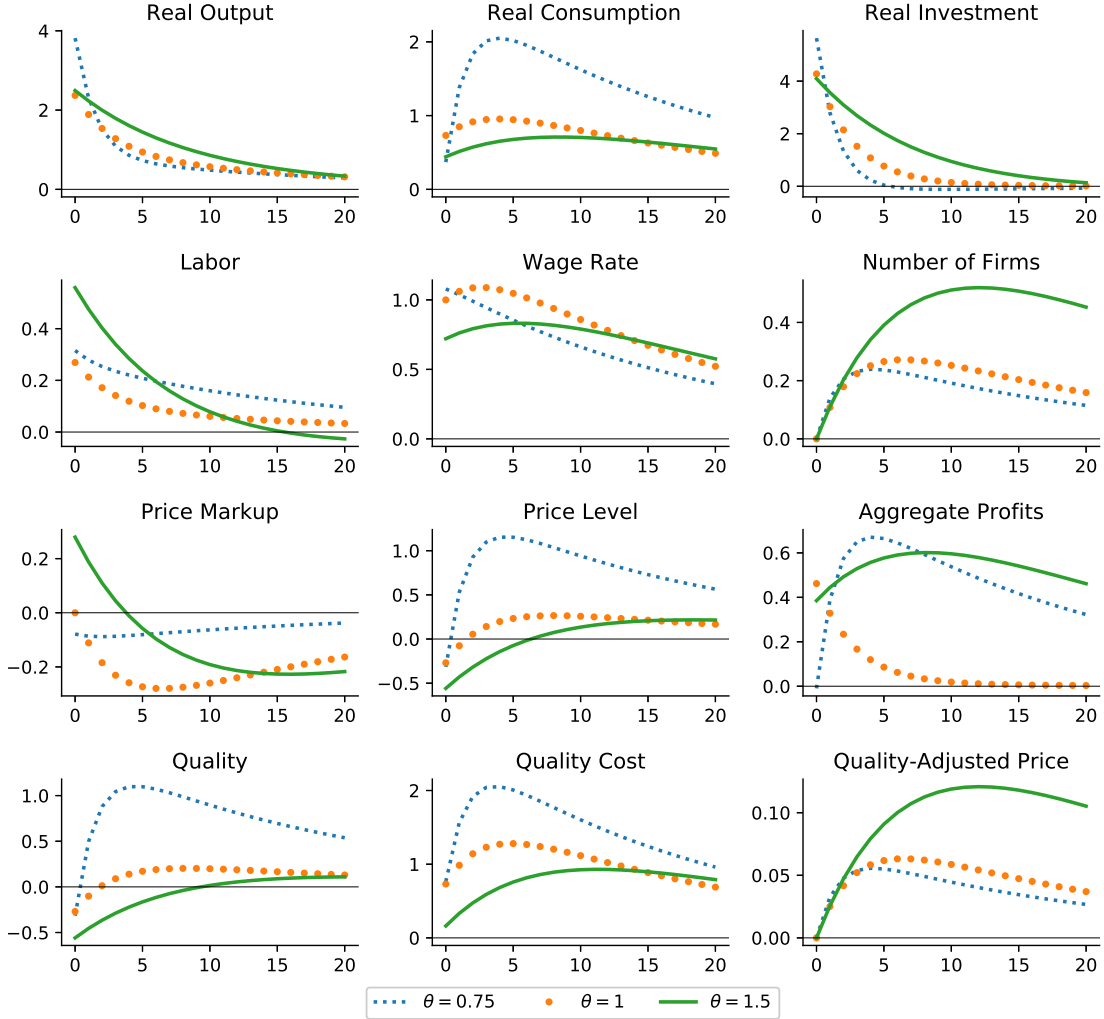 Real Output
Real Consumption
Real Investment
4
2
0
0 5 10 15 20
2
1
0
0 5 10 15 20
4
2
0
0 5 10 15 20
Labor
Wage Rate
Number of Firms
0.4
0.2
0.0
0 5 10 15 20
1.0
0.5
0.0
0 5 10 15 20
0.4
0.2
0.0
0 5 10 15 20
Price Markup
Price Level
Aggregate Profits
0.2
0.0
−0.2
0 5 10 15 20
1.0
0.5
0.0
−0.5
0 5 10 15 20
0.6
0.4
0.2
0.0
0 5 10 15 20
Quality
Quality Cost
Quality-Adjusted Price
1.0
0.5
0.0
−0.5
0 5 10 15 20
2
1
0
0 5 10 15 20
0.10
0.05
0.00
0 5 10 15 20
θ = 0.75 θ = 1 θ = 1.5